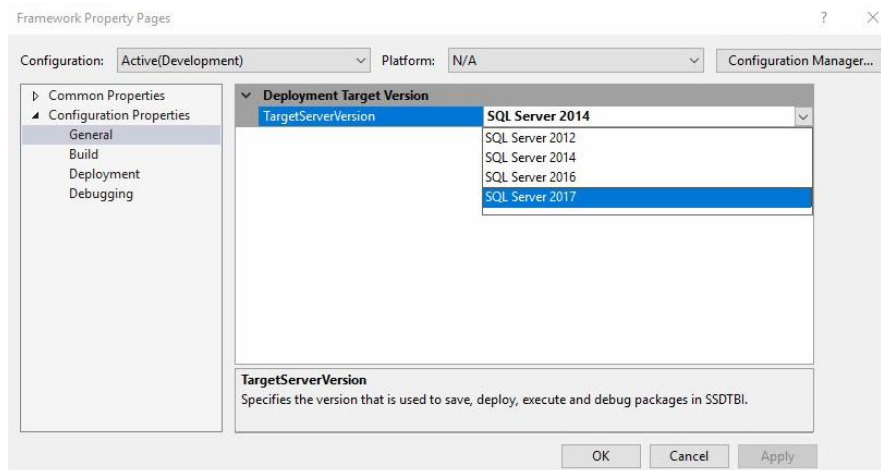 Framework Property Pages
?
Configuration: Active(Development) Platform: N/A Configuration Manager...
Common Properties
Configuration Properties
General
Build
Deployment
Debugging
Deployment Target Version
TargetServerVersion SQL Server 2014
SQL Server 2012
SQL Server 2014
SQL Server 2016
SQL Server 2017
TargetServerVersion
Specifies the version that is used to save, deploy, execute and debug packages in SSDTBI.
OK Cancel Apply